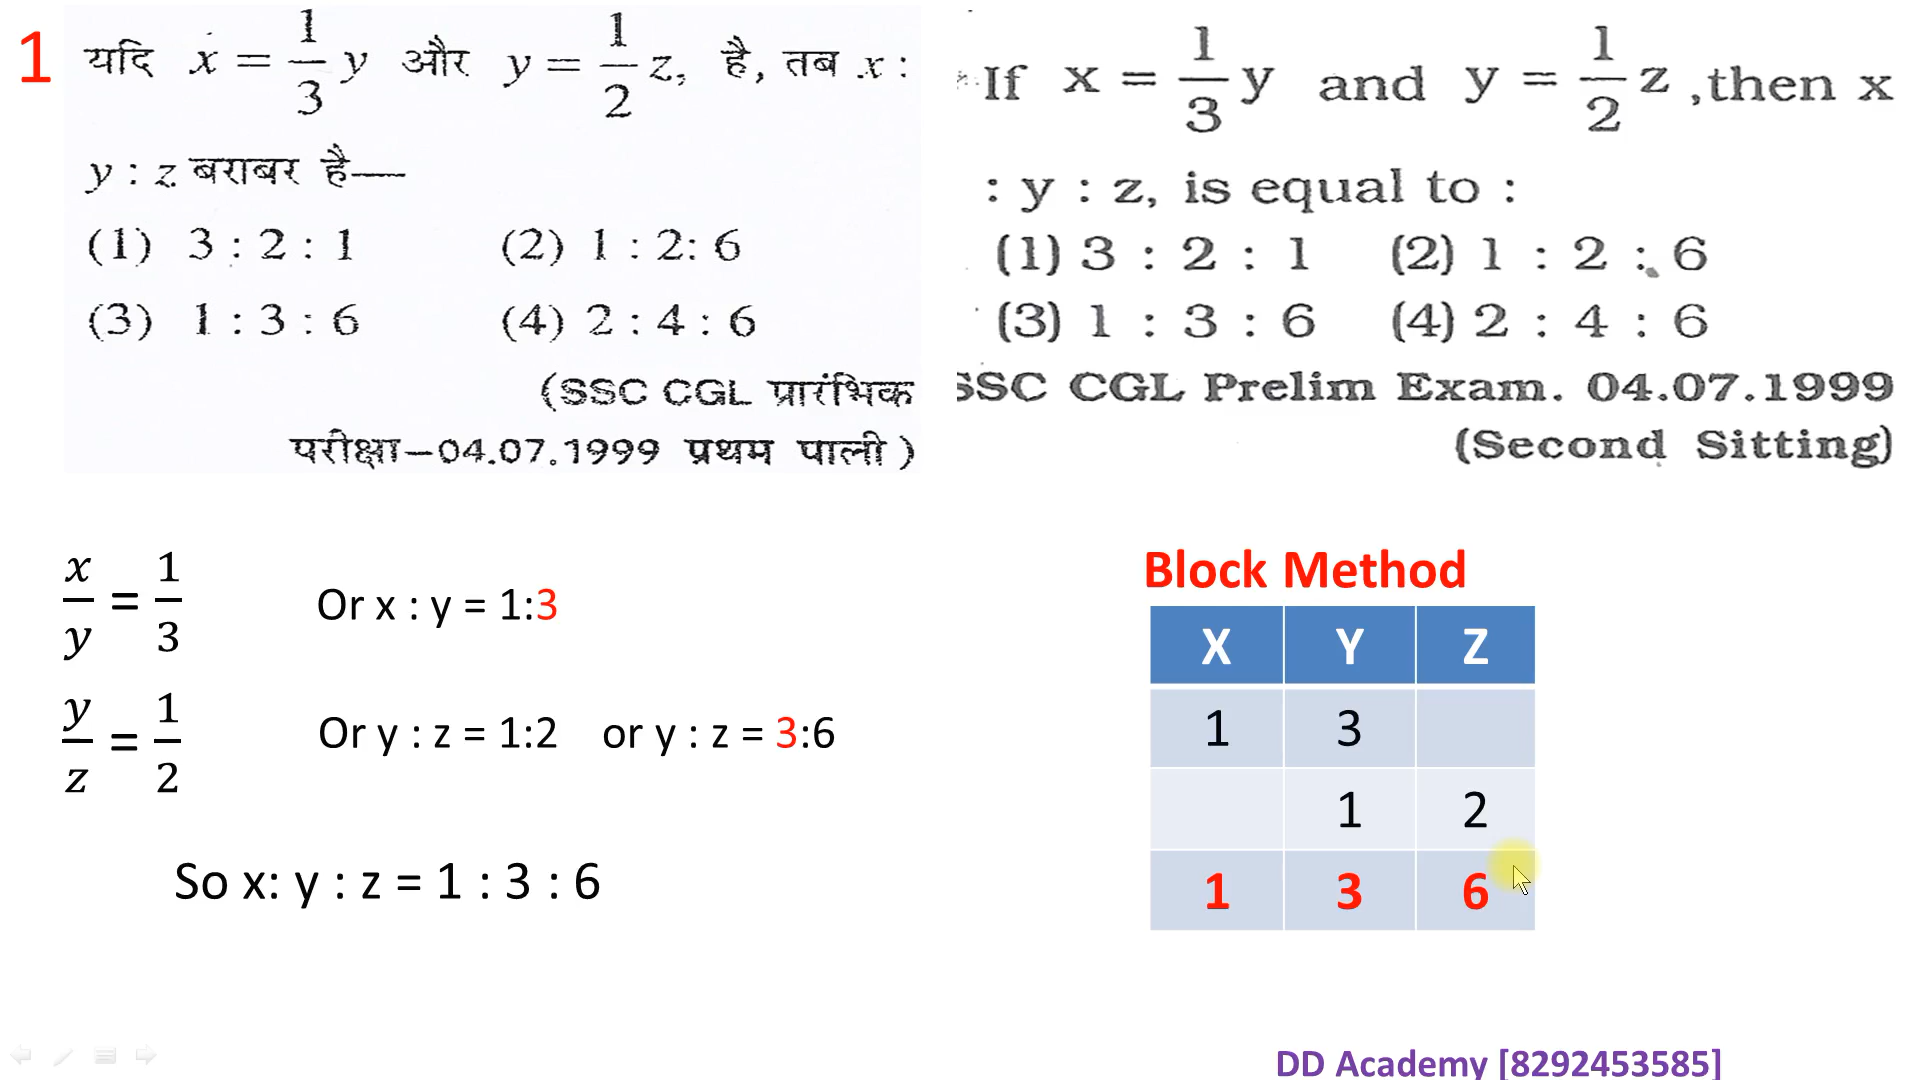 1
यदि x = 1/3 y और y = 1/2 z, है, तब x :
y : z बराबर है—
(1) 3 : 2 : 1 (2) 1 : 2: 6
(3) 1 : 3 : 6 (4) 2 : 4 : 6
(SSC CGL प्रारंभिक
परीक्षा–04.07.1999 प्रथम पाली )
If x = 1/3 y and y = 1/2 z ,then x
: y : z, is equal to :
(1) 3 : 2 : 1 (2) 1 : 2 : 6
(3) 1 : 3 : 6 (4) 2 : 4 : 6
SSC CGL Prelim Exam. 04.07.1999
(Second Sitting)
x/y = 1/3 Or x : y = 1:3
y/z = 1/2 Or y : z = 1:2 or y : z = 3:6
So x: y : z = 1 : 3 : 6
Block Method
X Y Z
1 3
1 2
1 3 6
DD Academy [8292453585]